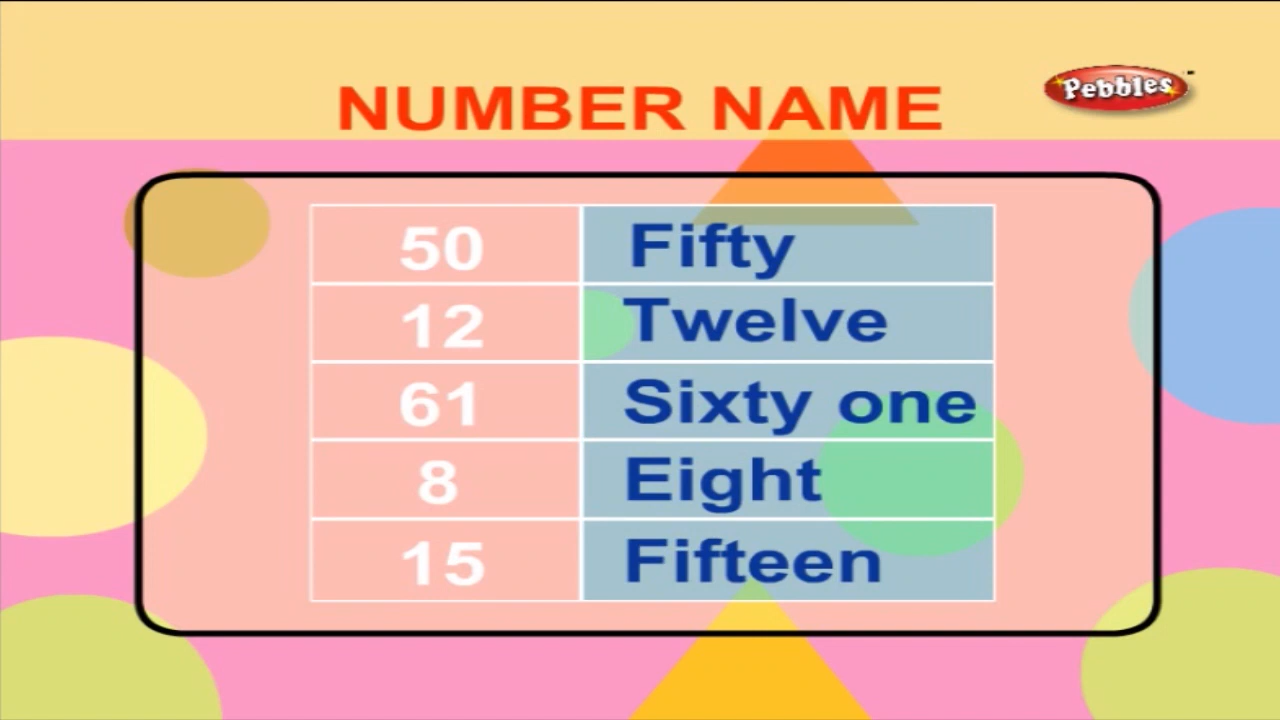 NUMBER NAME
Pebbles
50 Fifty
12 Twelve
61 Sixty one
8 Eight
15 Fifteen